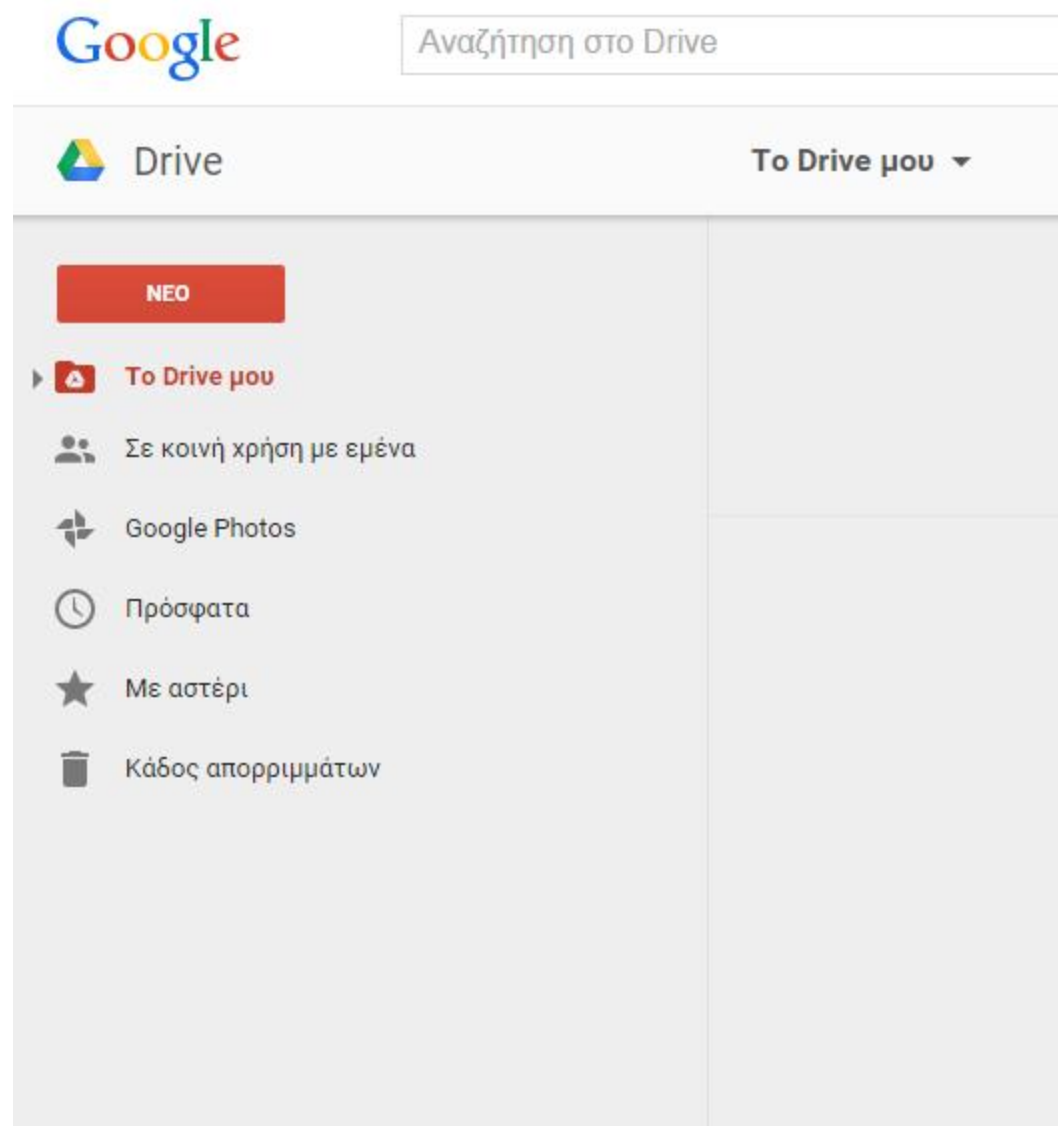 Google
Αναζήτηση στο Drive
Drive
Το Drive μου
ΝΕΟ
Το Drive μου
Σε κοινή χρήση με εμένα
Google Photos
Πρόσφατα
Με αστέρι
Κάδος απορριμμάτων